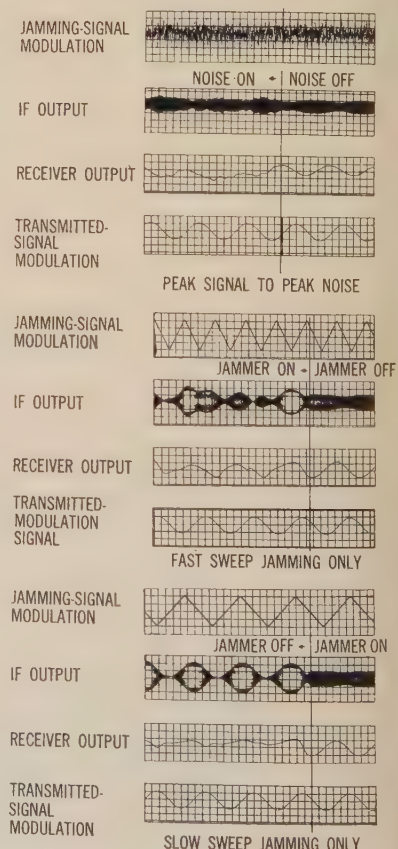 JAMMING-SIGNAL
MODULATION
NOISE ON ← | NOISE OFF
IF OUTPUT
RECEIVER OUTPUT
TRANSMITTED-
SIGNAL
MODULATION
PEAK SIGNAL TO PEAK NOISE
JAMMING-SIGNAL
MODULATION
JAMMER ON ← JAMMER OFF
IF OUTPUT
RECEIVER OUTPUT
TRANSMITTED-
MODULATION
SIGNAL
FAST SWEEP JAMMING ONLY
JAMMING-SIGNAL
MODULATION
JAMMER OFF ← JAMMER ON
IF OUTPUT
RECEIVER OUTPUT
TRANSMITTED-
SIGNAL
MODULATION
SLOW SWEEP JAMMING ONLY